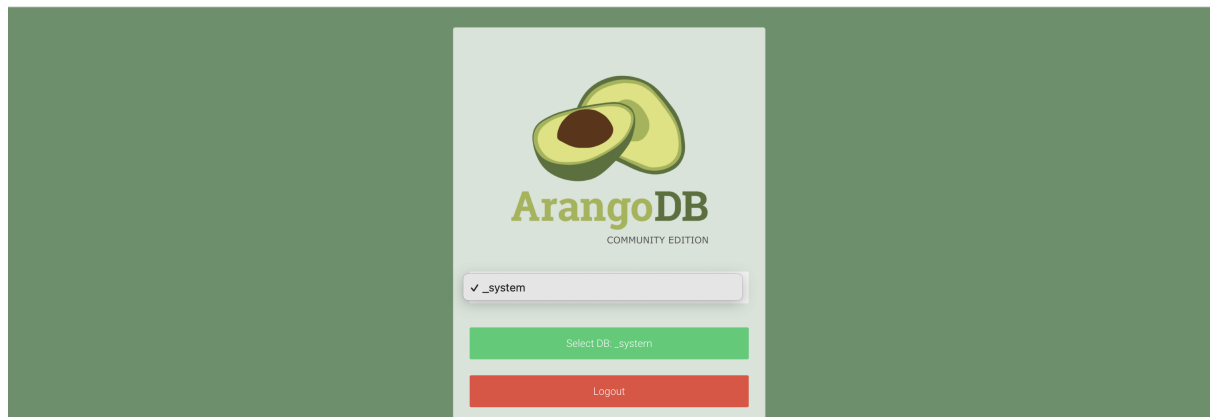 ArangoDB
COMMUNITY EDITION
✓ _system
Select DB: _system
Logout